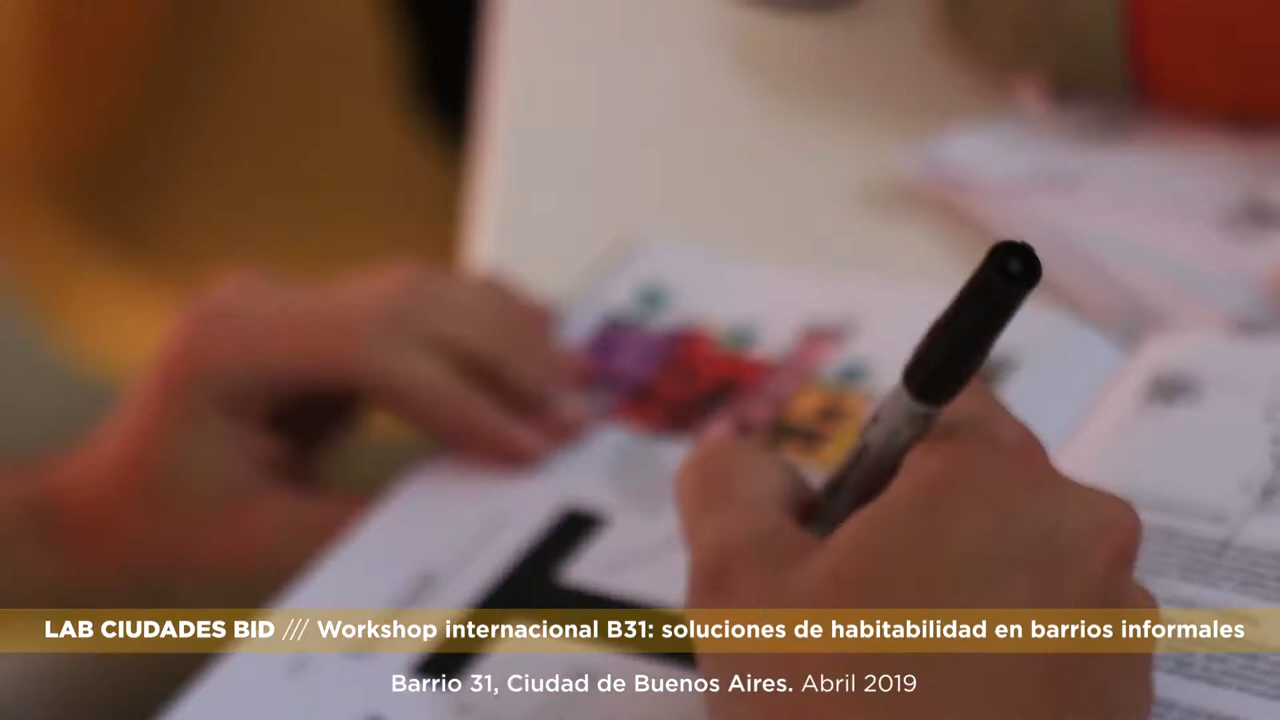 LAB CIUDADES BID /// Workshop internacional B31: soluciones de habitabilidad en barrios informales
Barrio 31, Ciudad de Buenos Aires. Abril 2019